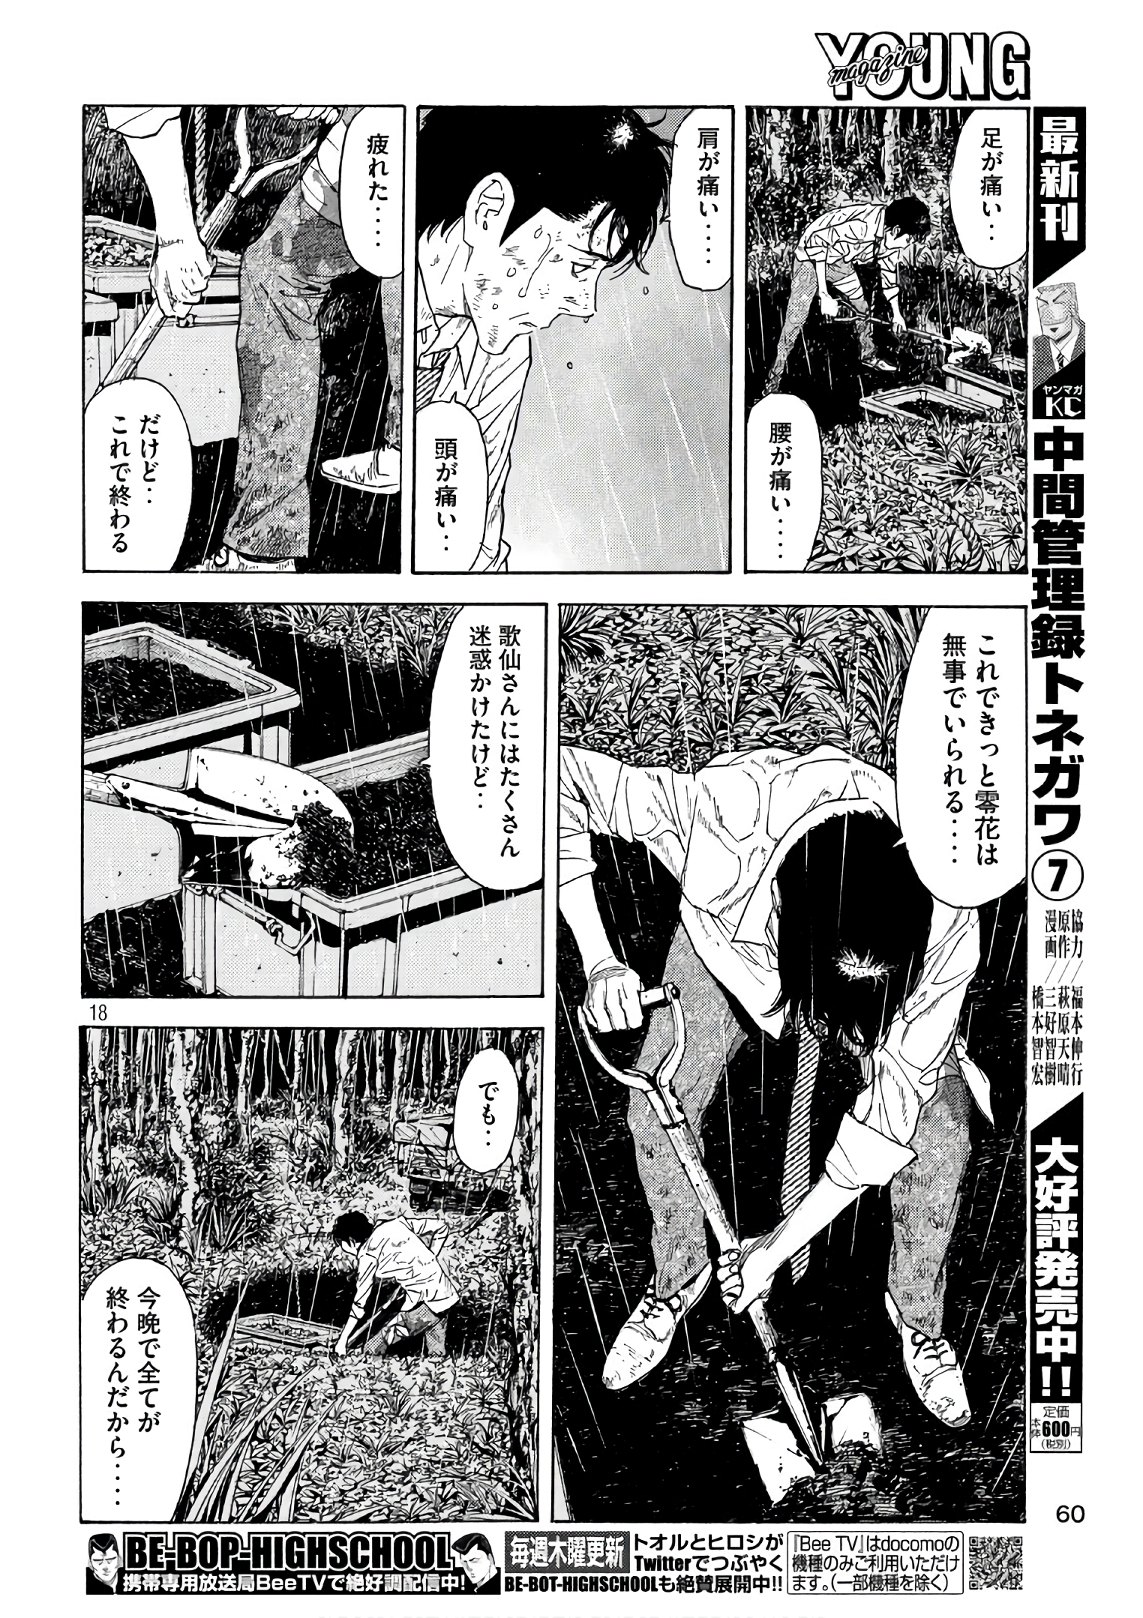 YOUNG
magazine
足が痛い‥
腰が痛い‥‥
肩が痛い‥‥
頭が痛い‥
疲れた‥‥
だけど‥
これで終わる
これできっと零花は
無事でいられる‥‥
歌仙さんにはたくさん
迷惑かけたけど‥
18
でも‥
今晩で全てが
終わるんだから‥‥
最新刊
ヤンマガ
KC
中間管理録トネガワ⑦
協力 福本伸行
原作 萩原天晴
漫画 三好智樹
橋本智宏
大好評発売中!!
定価
本体600円
(税別)
60
BE-BOP-HIGHSCHOOL
携帯専用放送局BeeTVで絶好調配信中!
毎週木曜更新
トオルとヒロシが
Twitterでつぶやく
BE-BOT-HIGHSCHOOLも絶賛展開中!!
『Bee TV』はdocomoの
機種のみご利用いただけ
ます。(一部機種を除く)